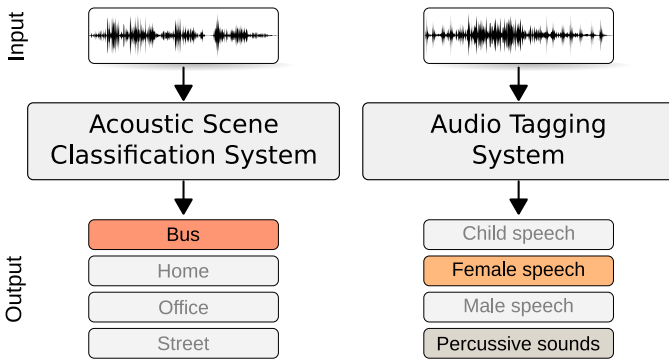 Input
Acoustic Scene
Classification System
Audio Tagging
System
Output
Bus
Home
Office
Street
Child speech
Female speech
Male speech
Percussive sounds